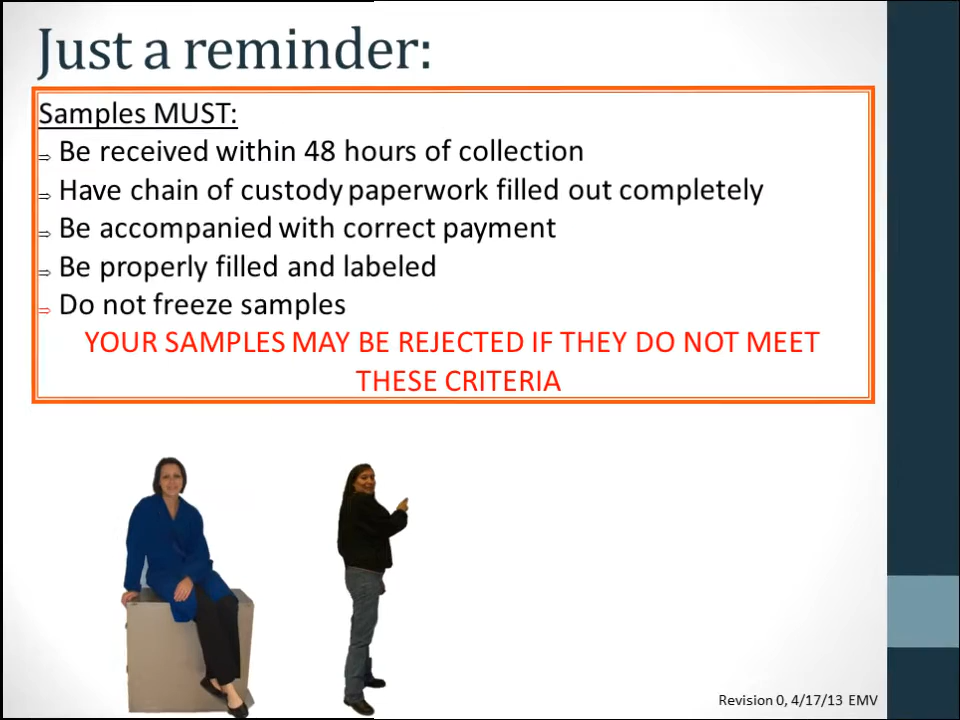 Just a reminder:
Samples MUST:
⇨ Be received within 48 hours of collection
⇨ Have chain of custody paperwork filled out completely
⇨ Be accompanied with correct payment
⇨ Be properly filled and labeled
⇨ Do not freeze samples
YOUR SAMPLES MAY BE REJECTED IF THEY DO NOT MEET
THESE CRITERIA
Revision 0, 4/17/13 EMV